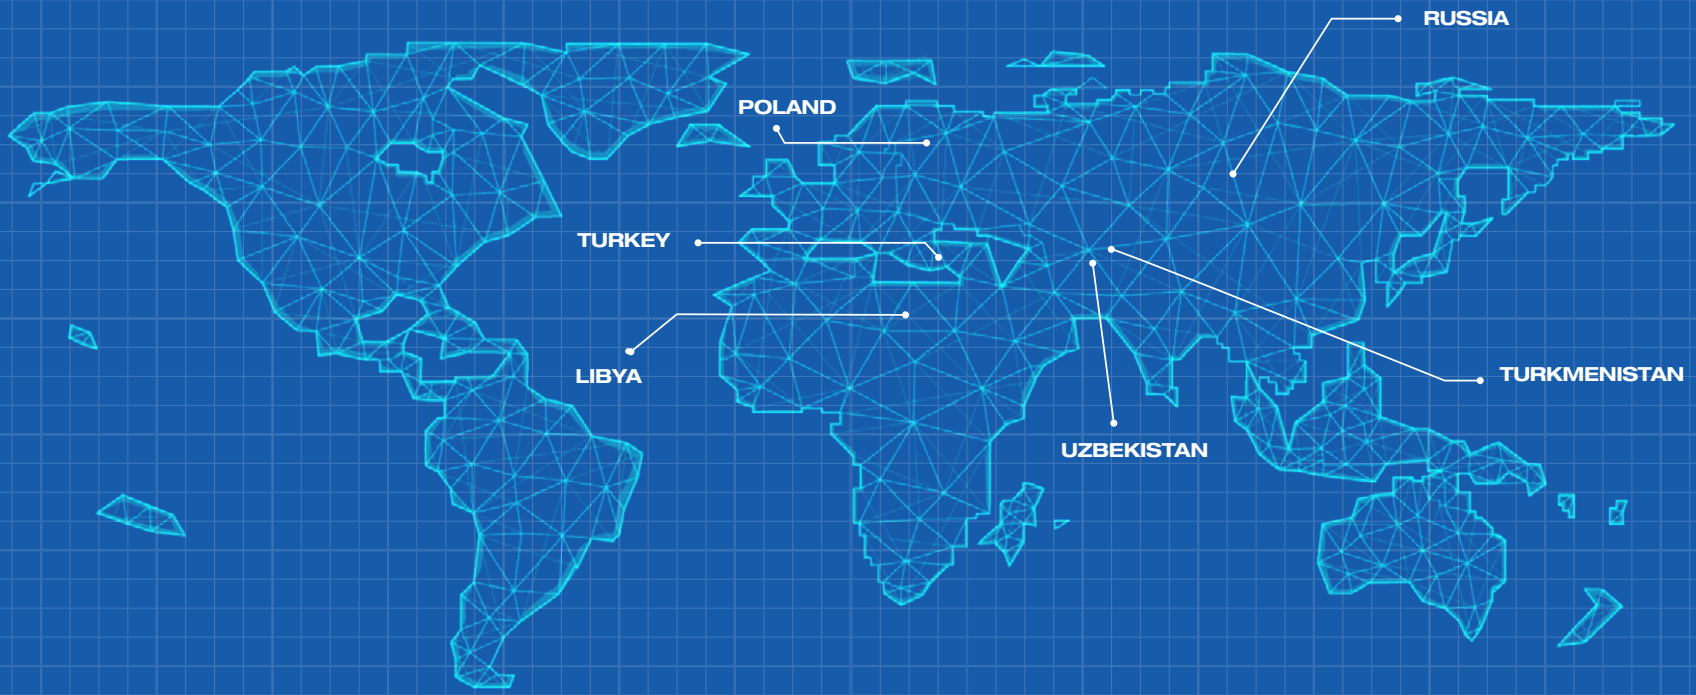 RUSSIA
POLAND
TURKEY
LIBYA
TURKMENISTAN
UZBEKISTAN